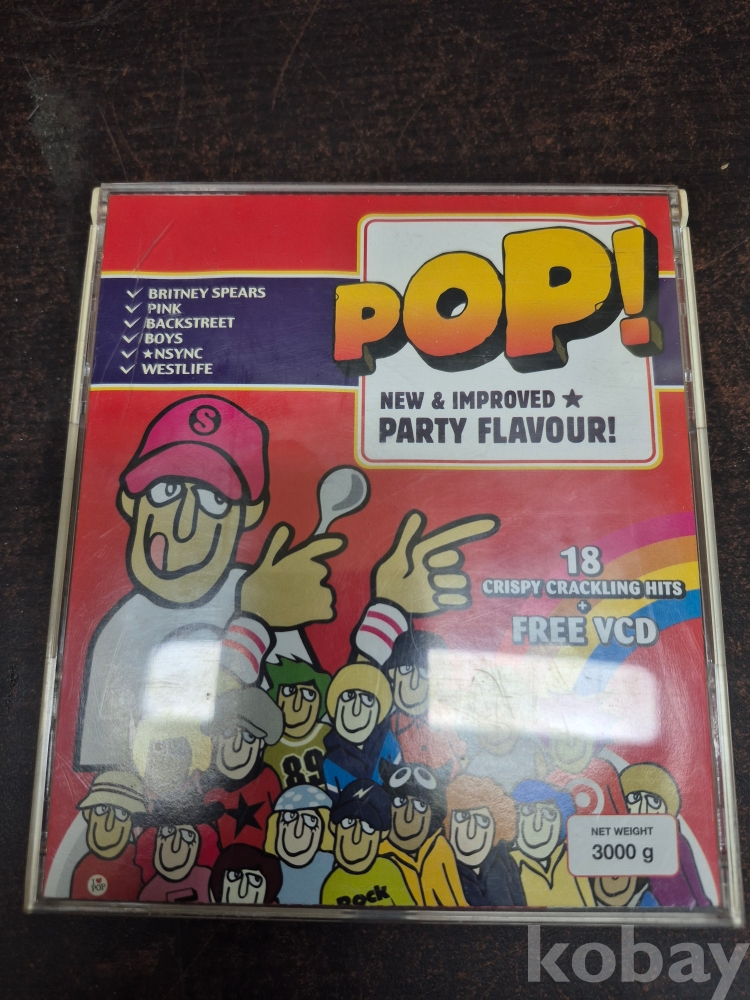 BRITNEY SPEARS
PINK
BACKSTREET
BOYS
★NSYNC
WESTLIFE
POP!
NEW & IMPROVED ★
PARTY FLAVOUR!
S
18
CRISPY CRACKLING HITS
+
FREE VCD
89
NET WEIGHT
3000 g
I ♥
POP
ROCK
kobay